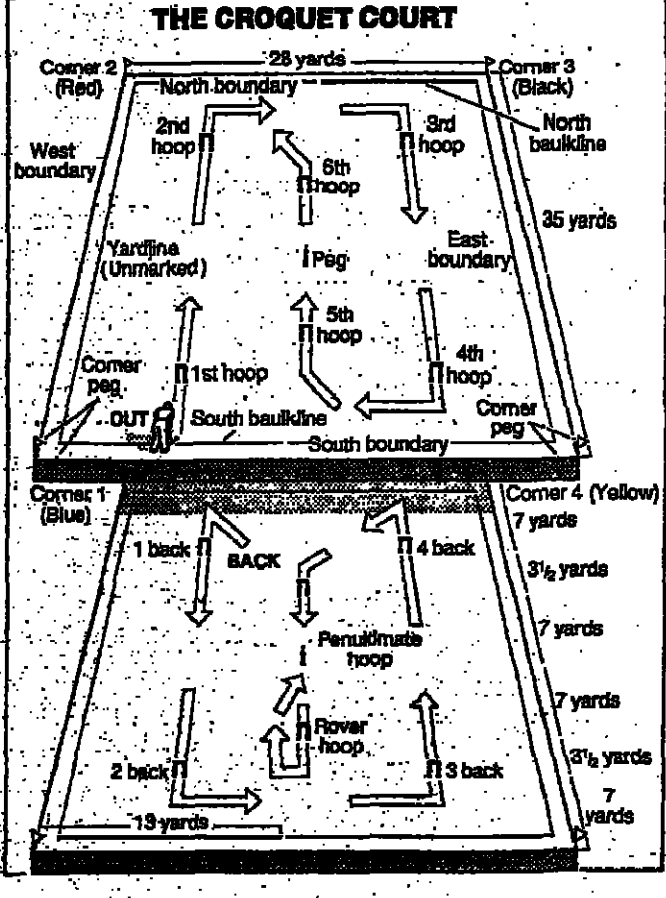 THE CROQUET COURT
28 yards
Corner 2
(Red)
Corner 3
(Black)
North boundary
2nd
hoop
3rd
hoop
North
baulkline
West
boundary
6th
hoop
35 yards
Yardline
(Unmarked)
Peg
East
boundary
5th
hoop
Corner
peg
1st hoop
4th
hoop
OUT
South baulkline
Corner
peg
South boundary
Corner 1
(Blue)
Corner 4 (Yellow)
7 yards
1 back
BACK
4 back
3½ yards
Penultimate
hoop
7 yards
7 yards
Rover
hoop
2 back
3 back
3½ yards
7
yards
13 yards